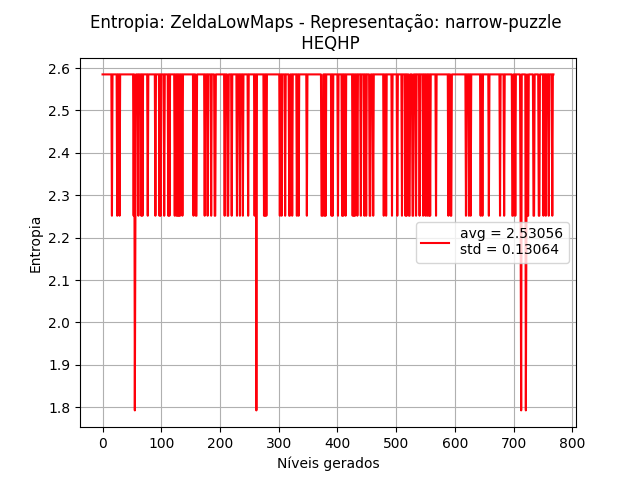 Entropia: ZeldaLowMaps - Representação: narrow-puzzle
HEQHP
2.6
2.5
2.4
2.3
2.2
2.1
2.0
1.9
1.8
Entropia
avg = 2.53056
std = 0.13064
0 100 200 300 400 500 600 700 800
Níveis gerados